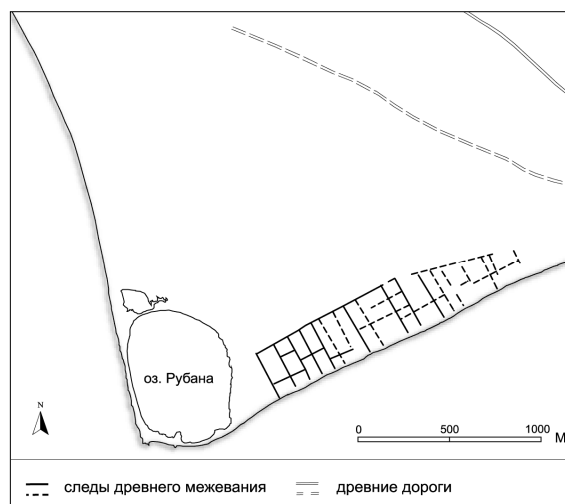 оз. Рубана
N
0 500 1000
М
следы древнего межевания
древние дороги